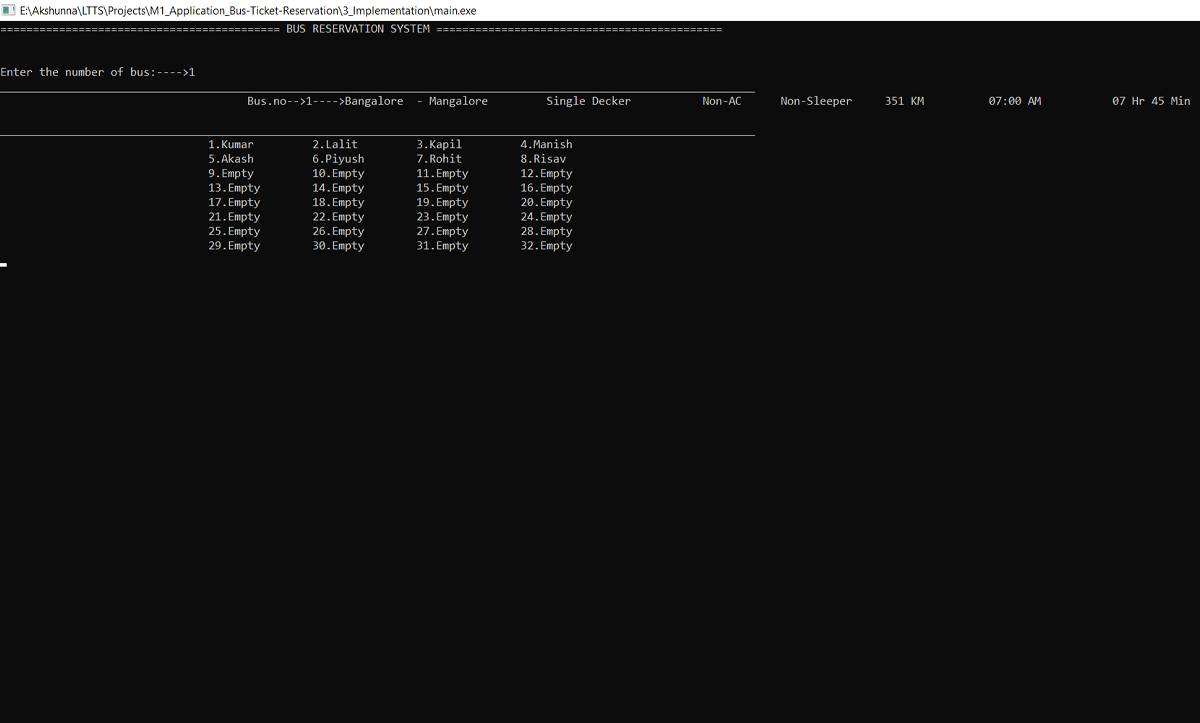 E:\Akshunna\LTTS\Projects\M1_Application_Bus-Ticket-Reservation\3_Implementation\main.exe
=========================================== BUS RESERVATION SYSTEM ============================================
Enter the number of bus:---->1
Bus.no-->1---->Bangalore - Mangalore Single Decker Non-AC Non-Sleeper 351 KM 07:00 AM 07 Hr 45 Min
1.Kumar 2.Lalit 3.Kapil 4.Manish
5.Akash 6.Piyush 7.Rohit 8.Risav
9.Empty 10.Empty 11.Empty 12.Empty
13.Empty 14.Empty 15.Empty 16.Empty
17.Empty 18.Empty 19.Empty 20.Empty
21.Empty 22.Empty 23.Empty 24.Empty
25.Empty 26.Empty 27.Empty 28.Empty
29.Empty 30.Empty 31.Empty 32.Empty